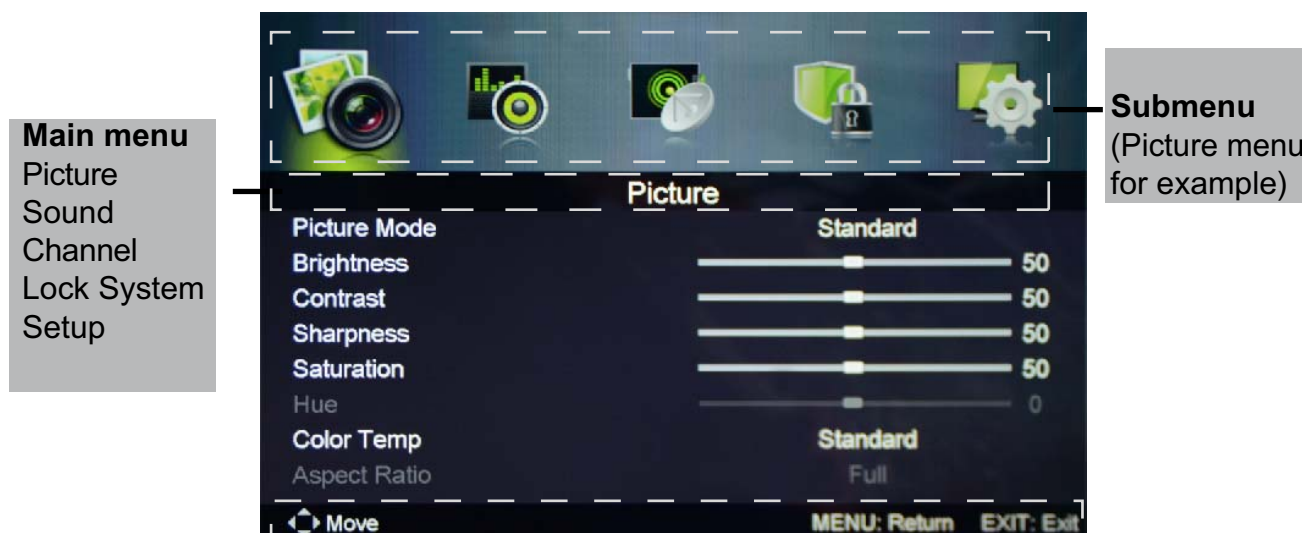 Main menu
Picture
Sound
Channel
Lock System
Setup
Submenu
(Picture menu
for example)
Picture
Picture Mode Standard
Brightness 50
Contrast 50
Sharpness 50
Saturation 50
Hue 0
Color Temp Standard
Aspect Ratio Full
Move MENU: Return EXIT: Exit